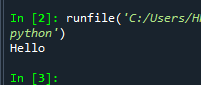 In [2]: runfile('C:/Users/H
python')
Hello
In [3]: